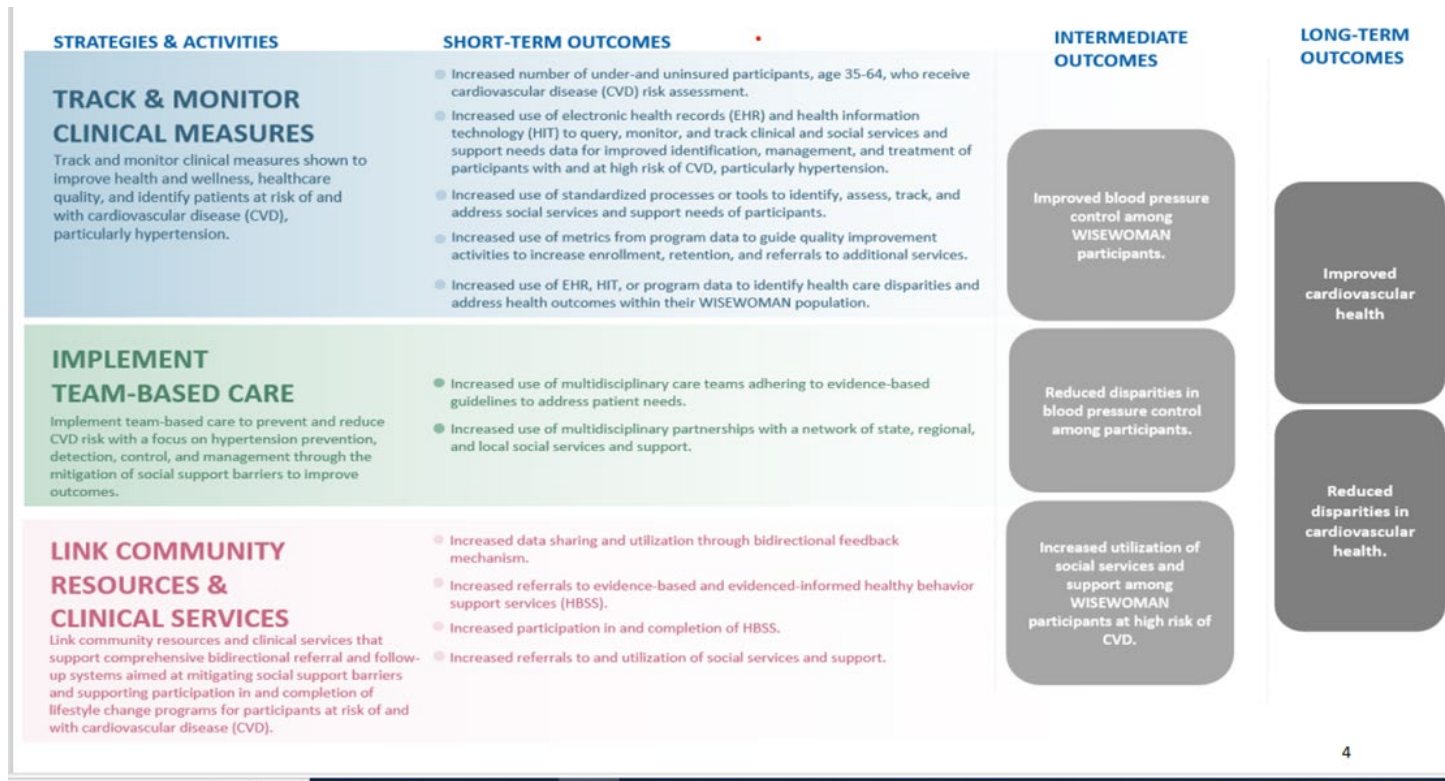 STRATEGIES & ACTIVITIES
SHORT-TERM OUTCOMES
INTERMEDIATE
OUTCOMES
LONG-TERM
OUTCOMES
TRACK & MONITOR
CLINICAL MEASURES
Track and monitor clinical measures shown to
improve health and wellness, healthcare
quality, and identify patients at risk of and
with cardiovascular disease (CVD),
particularly hypertension.
Increased number of under-and uninsured participants, age 35-64, who receive
cardiovascular disease (CVD) risk assessment.
Increased use of electronic health records (EHR) and health information
technology (HIT) to query, monitor, and track clinical and social services and
support needs data for improved identification, management, and treatment of
participants with and at high risk of CVD, particularly hypertension.
Increased use of standardized processes or tools to identify, assess, track, and
address social services and support needs of participants.
Increased use of metrics from program data to guide quality improvement
activities to increase enrollment, retention, and referrals to additional services.
Increased use of EHR, HIT, or program data to identify health care disparities and
address health outcomes within their WISEWOMAN population.
IMPLEMENT
TEAM-BASED CARE
Implement team-based care to prevent and reduce
CVD risk with a focus on hypertension prevention,
detection, control, and management through the
mitigation of social support barriers to improve
outcomes.
Increased use of multidisciplinary care teams adhering to evidence-based
guidelines to address patient needs.
Increased use of multidisciplinary partnerships with a network of state, regional,
and local social services and support.
LINK COMMUNITY
RESOURCES &
CLINICAL SERVICES
Link community resources and clinical services that
support comprehensive bidirectional referral and follow-
up systems aimed at mitigating social support barriers
and supporting participation in and completion of
lifestyle change programs for participants at risk of and
with cardiovascular disease (CVD).
Increased data sharing and utilization through bidirectional feedback
mechanism.
Increased referrals to evidence-based and evidenced-informed healthy behavior
support services (HBSS).
Increased participation in and completion of HBSS.
Increased referrals to and utilization of social services and support.
Improved blood pressure
control among
WISEWOMAN
participants.
Reduced disparities in
blood pressure control
among participants.
Increased utilization of
social services and
support among
WISEWOMAN
participants at high risk of
CVD.
Improved
cardiovascular
health
Reduced
disparities in
cardiovascular
health.
4